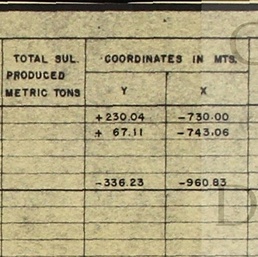 TOTAL SUL. COORDINATES IN MTS.
PRODUCED
METRIC TONS Y X
+230.04 -730.00
+ 67.11 -743.06
-336.23 -960.83